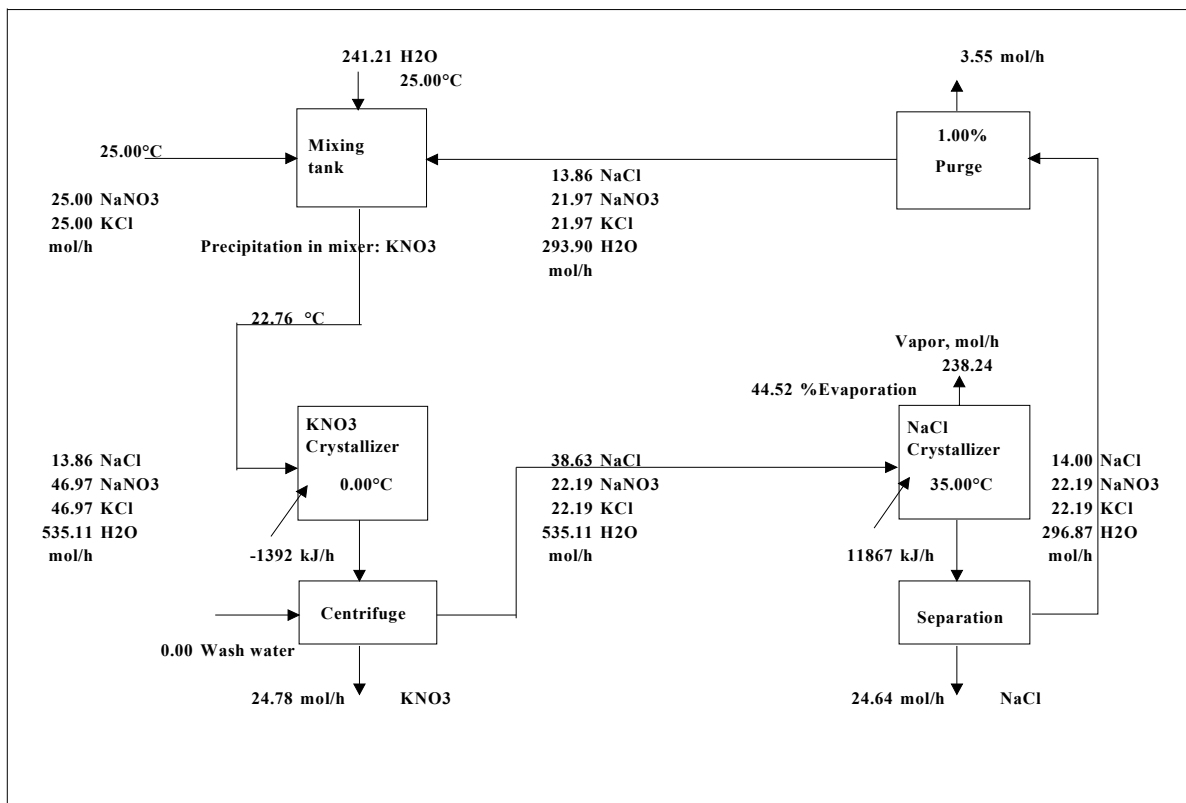 241.21 H2O
25.00°C
3.55 mol/h
Mixing
tank
1.00%
Purge
25.00°C
25.00 NaNO3
25.00 KCl
mol/h
13.86 NaCl
21.97 NaNO3
21.97 KCl
293.90 H2O
mol/h
Precipitation in mixer: KNO3
22.76 °C
Vapor, mol/h
238.24
44.52 %Evaporation
KNO3
Crystallizer
0.00°C
NaCl
Crystallizer
35.00°C
13.86 NaCl
46.97 NaNO3
46.97 KCl
535.11 H2O
mol/h
38.63 NaCl
22.19 NaNO3
22.19 KCl
535.11 H2O
mol/h
14.00 NaCl
22.19 NaNO3
22.19 KCl
296.87 H2O
mol/h
-1392 kJ/h
11867 kJ/h
Centrifuge
Separation
0.00 Wash water
24.78 mol/h KNO3
24.64 mol/h NaCl